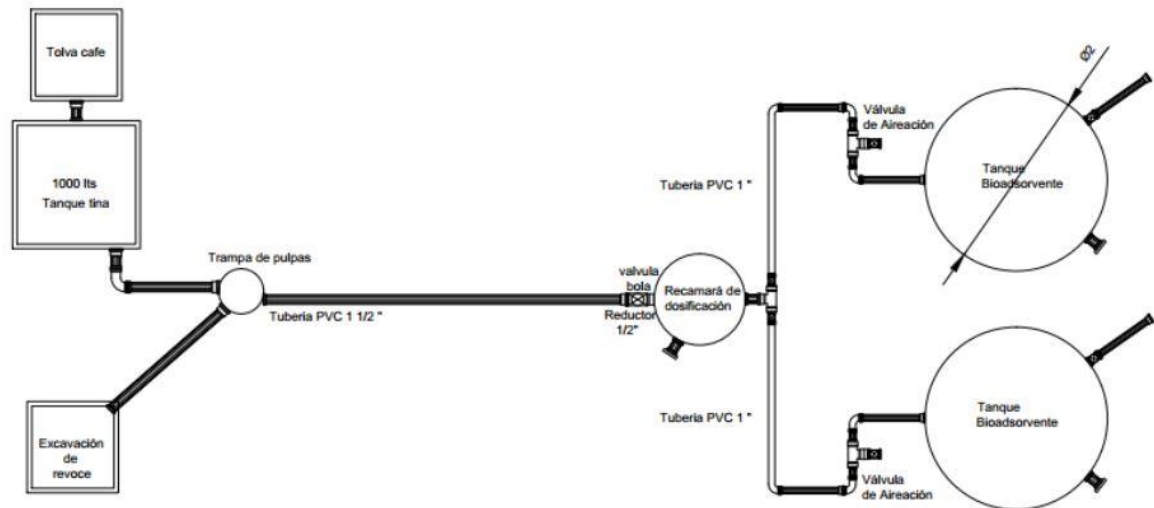 Tolva cafe
1000 lts
Tanque tina
Trampa de pulpas
Tuberia PVC 1 1/2 "
Excavación
de
revoce
valvula
bola
Reductor
1/2"
Recamará de
dosificación
Tuberia PVC 1 "
Tuberia PVC 1 "
Válvula
de Aireación
Tanque
Bioadsorvente
Ø2
Tanque
Bioadsorvente
Válvula
de Aireación